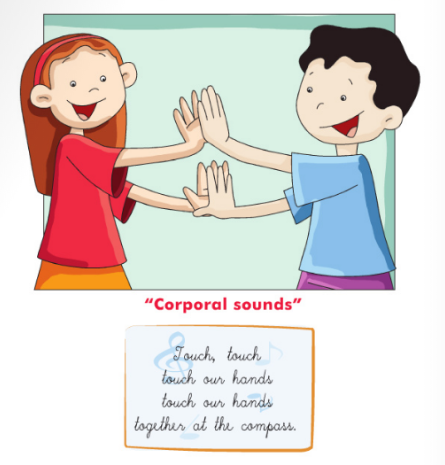 “Corporal sounds”
Touch, touch
touch our hands
touch our hands
together at the compass.